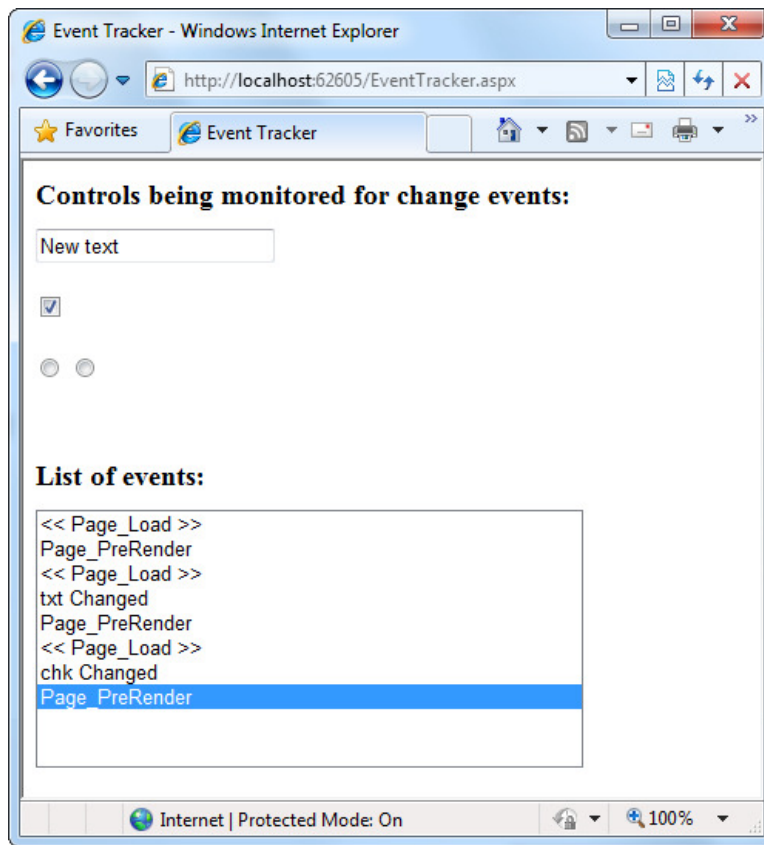 Event Tracker - Windows Internet Explorer
http://localhost:62605/EventTracker.aspx
Favorites
Event Tracker
Controls being monitored for change events:
New text
List of events:
<< Page_Load >>
Page_PreRender
<< Page_Load >>
txt Changed
Page_PreRender
<< Page_Load >>
chk Changed
Page_PreRender
Internet | Protected Mode: On
100%